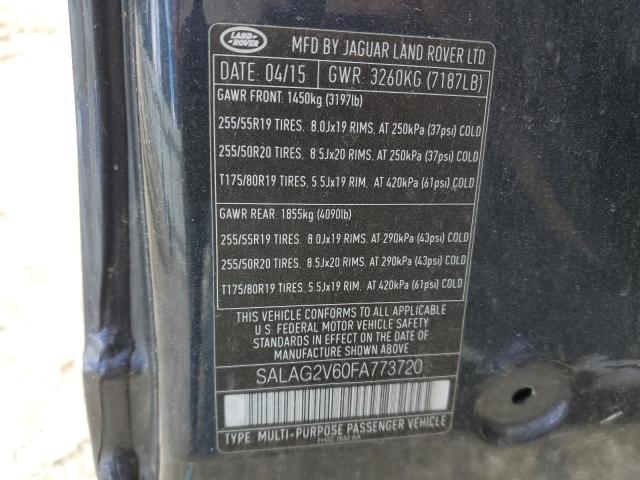 LAND ROVER
MFD BY JAGUAR LAND ROVER LTD
DATE: 04/15 GWR: 3260KG (7187LB)
GAWR FRONT: 1450kg (3197lb)
255/55R19 TIRES. 8.0Jx19 RIMS. AT 250kPa (37psi) COLD
255/50R20 TIRES. 8.5Jx20 RIMS. AT 250kPa (37psi) COLD
T175/80R19 TIRES. 5.5Jx19 RIM. AT 420kPa (61psi) COLD
GAWR REAR: 1855kg (4090lb)
255/55R19 TIRES. 8.0Jx19 RIMS. AT 290kPa (43psi) COLD
255/50R20 TIRES. 8.5Jx20 RIMS. AT 290kPa (43psi) COLD
T175/80R19 TIRES. 5.5Jx19 RIM. AT 420kPa (61psi) COLD
THIS VEHICLE CONFORMS TO ALL APPLICABLE
U.S. FEDERAL MOTOR VEHICLE SAFETY
STANDARDS IN EFFECT ON THE DATE OF
MANUFACTURE SHOWN ABOVE.
SALAG2V60FA773720
TYPE: MULTI-PURPOSE PASSENGER VEHICLE